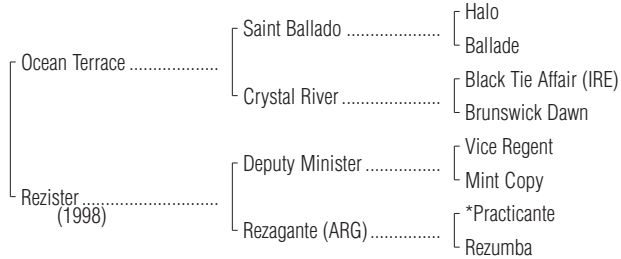 Halo
Saint Ballado ....................
Ballade
Ocean Terrace ...................
Black Tie Affair (IRE)
Crystal River .....................
Brunswick Dawn
Vice Regent
Deputy Minister ................
Mint Copy
Rezister .............................
(1998)
*Practicante
Rezagante (ARG) ...............
Rezumba